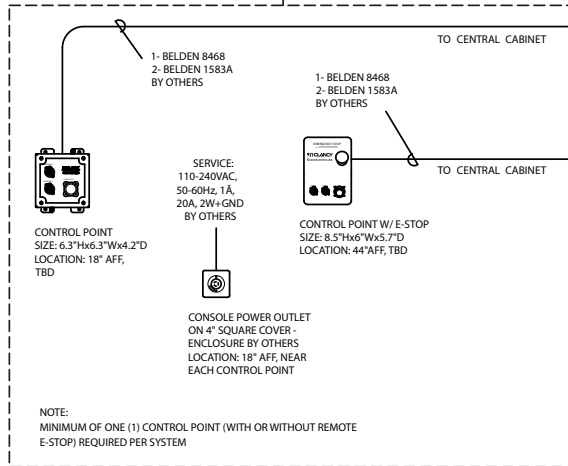 TO CENTRAL CABINET
1- BELDEN 8468
2- BELDEN 1583A
BY OTHERS
1- BELDEN 8468
2- BELDEN 1583A
BY OTHERS
SERVICE:
110-240VAC,
50-60Hz, 1Ā,
20A, 2W+GND
BY OTHERS
EMERGENCY STOP
CLANCY
TO CENTRAL CABINET
CONTROL POINT
SIZE: 6.3"Hx6.3"Wx4.2"D
LOCATION: 18" AFF,
TBD
CONTROL POINT W/ E-STOP
SIZE: 8.5"Hx6"Wx5.7"D
LOCATION: 44"AFF, TBD
CONSOLE POWER OUTLET
ON 4" SQUARE COVER -
ENCLOSURE BY OTHERS
LOCATION: 18" AFF, NEAR
EACH CONTROL POINT
NOTE:
MINIMUM OF ONE (1) CONTROL POINT (WITH OR WITHOUT REMOTE
E-STOP) REQUIRED PER SYSTEM